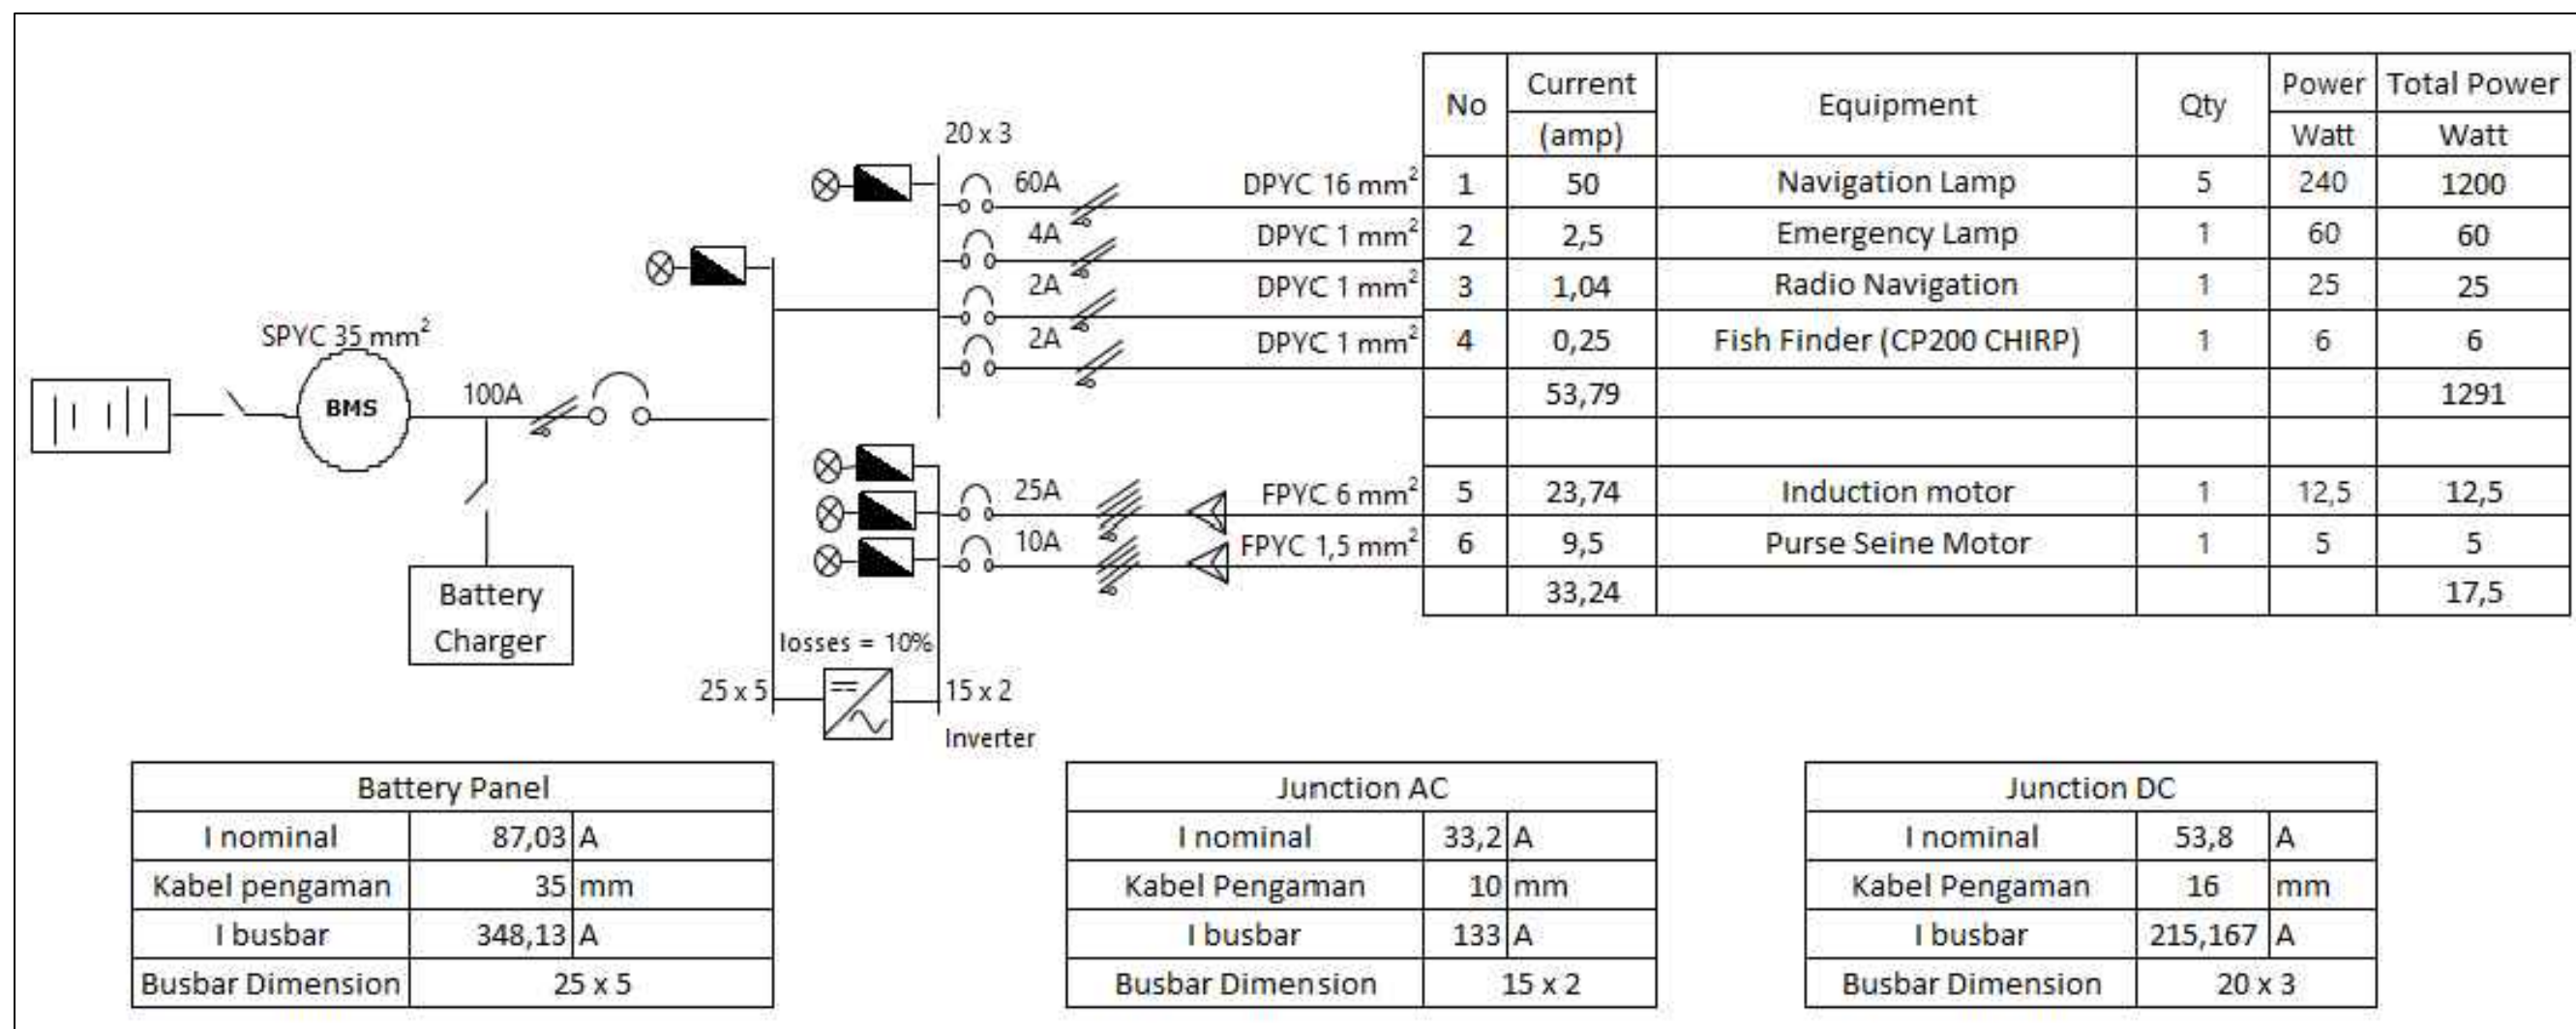 No Current Equipment Qty Power Total Power
(amp) Watt Watt
20 x 3
60A DPYC 16 mm² 1 50 Navigation Lamp 5 240 1200
4A DPYC 1 mm² 2 2,5 Emergency Lamp 1 60 60
2A DPYC 1 mm² 3 1,04 Radio Navigation 1 25 25
2A DPYC 1 mm² 4 0,25 Fish Finder (CP200 CHIRP) 1 6 6
53,79 1291
SPYC 35 mm²
BMS
100A
25A FPYC 6 mm² 5 23,74 Induction motor 1 12,5 12,5
10A FPYC 1,5 mm² 6 9,5 Purse Seine Motor 1 5 5
33,24 17,5
Battery
Charger
losses = 10%
25 x 5
15 x 2
Inverter
Battery Panel
I nominal 87,03 A
Kabel pengaman 35 mm
I busbar 348,13 A
Busbar Dimension 25 x 5
Junction AC
I nominal 33,2 A
Kabel Pengaman 10 mm
I busbar 133 A
Busbar Dimension 15 x 2
Junction DC
I nominal 53,8 A
Kabel Pengaman 16 mm
I busbar 215,167 A
Busbar Dimension 20 x 3